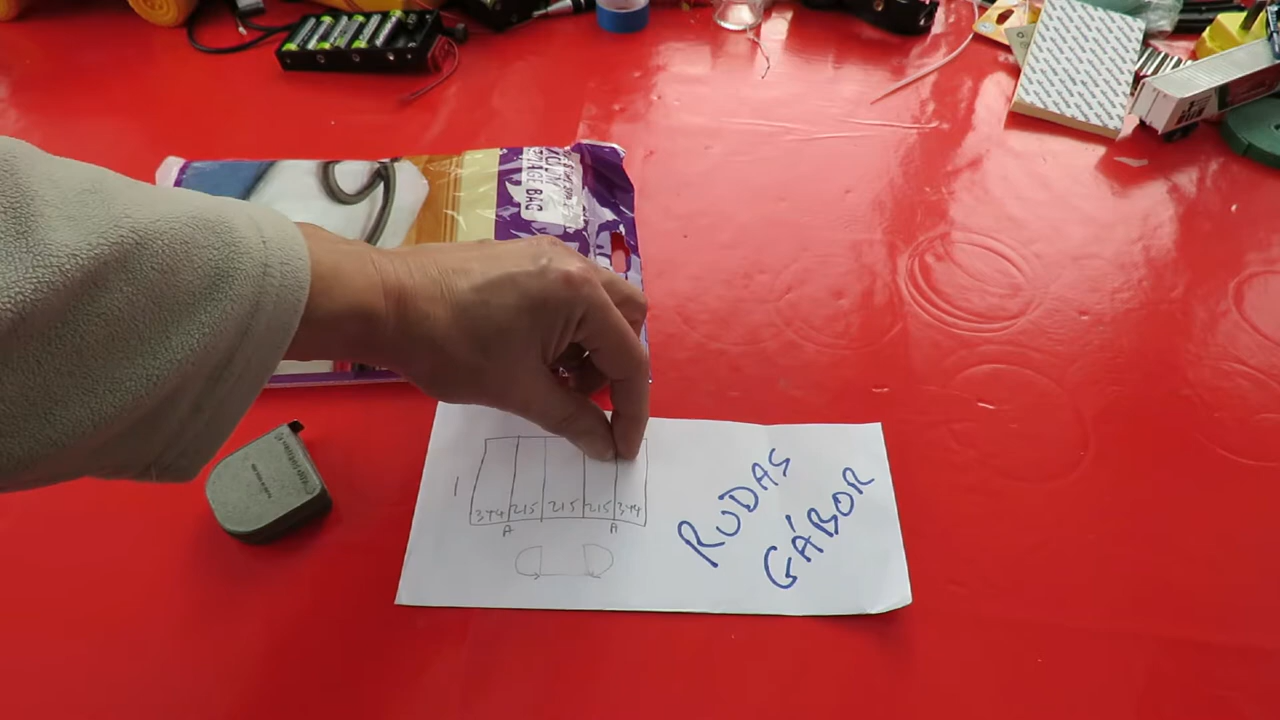 STORAGE BAG
1
344 215 215 215 344
A A
RUDAS
GÁBOR